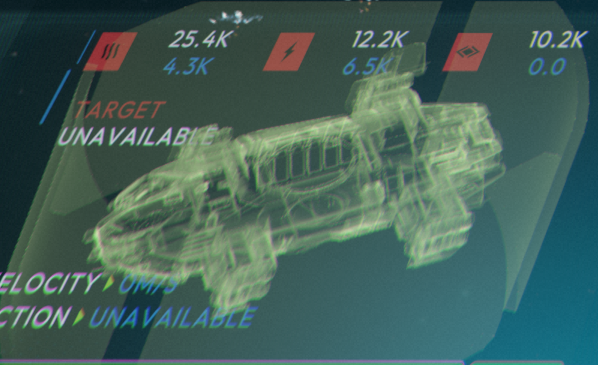 25.4K 12.2K 10.2K
4.3K 6.5K 0.0
TARGET
UNAVAILABLE
ELOCITY 0M/S
CTION UNAVAILABLE